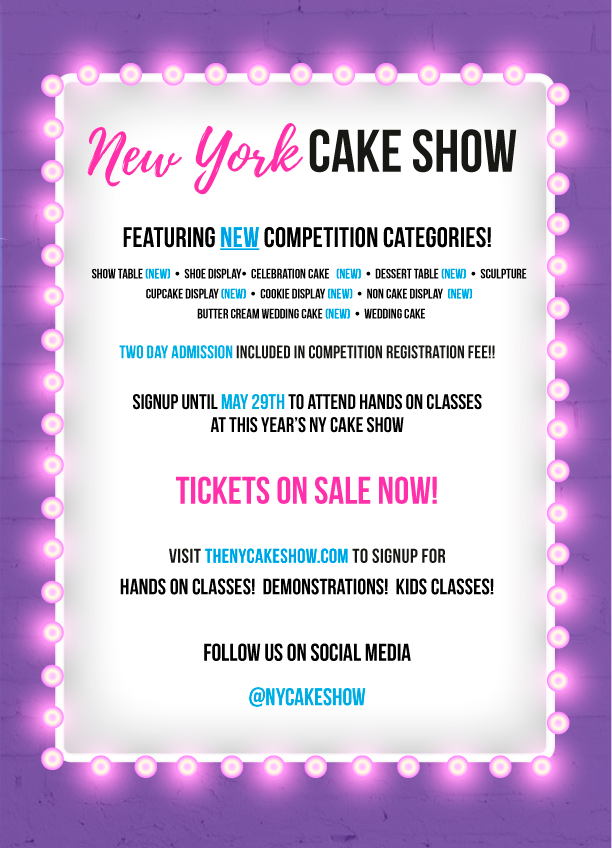 New York CAKE SHOW
FEATURING NEW COMPETITION CATEGORIES!
SHOW TABLE (NEW) • SHOE DISPLAY• CELEBRATION CAKE (NEW) • DESSERT TABLE (NEW) • SCULPTURE
CUPCAKE DISPLAY (NEW) • COOKIE DISPLAY (NEW) • NON CAKE DISPLAY (NEW)
BUTTER CREAM WEDDING CAKE (NEW) • WEDDING CAKE
TWO DAY ADMISSION INCLUDED IN COMPETITION REGISTRATION FEE!!
SIGNUP UNTIL MAY 29TH TO ATTEND HANDS ON CLASSES
AT THIS YEAR'S NY CAKE SHOW
TICKETS ON SALE NOW!
VISIT THENYCAKESHOW.COM TO SIGNUP FOR
HANDS ON CLASSES! DEMONSTRATIONS! KIDS CLASSES!
FOLLOW US ON SOCIAL MEDIA
@NYCAKESHOW